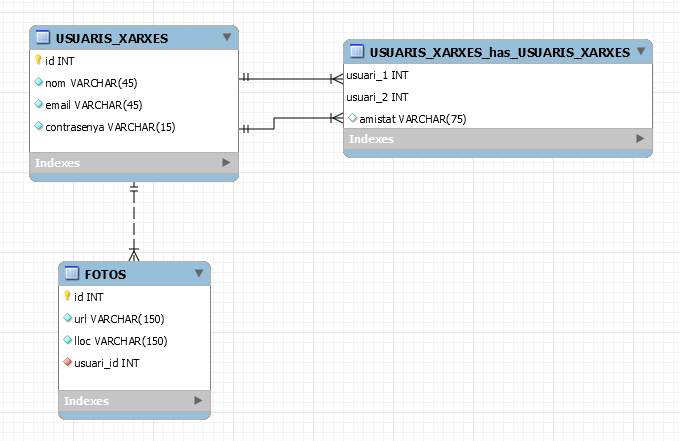 USUARIS_XARXES
id INT
nom VARCHAR(45)
email VARCHAR(45)
contrasenya VARCHAR(15)
Indexes
USUARIS_XARXES_has_USUARIS_XARXES
usuari_1 INT
usuari_2 INT
amistat VARCHAR(75)
Indexes
FOTOS
id INT
url VARCHAR(150)
lloc VARCHAR(150)
usuari_id INT
Indexes